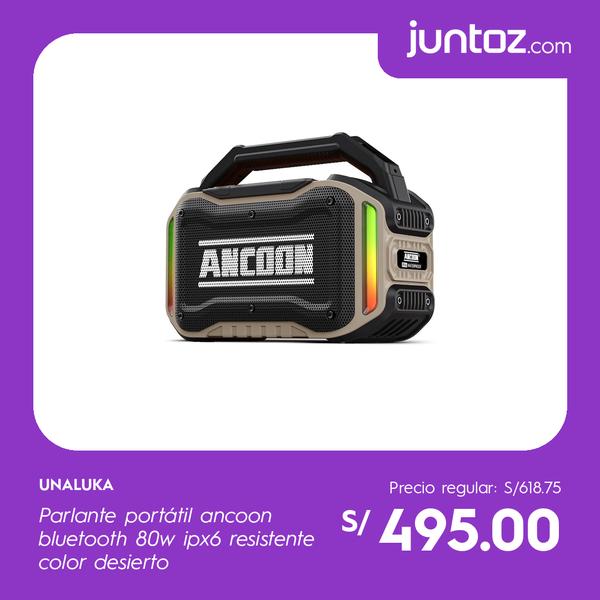 juntoz.com
ANCOON
ANCOON
UNALUKA
Parlante portátil ancoon
bluetooth 80w ipx6 resistente
color desierto
Precio regular: S/618.75
S/ 495.00